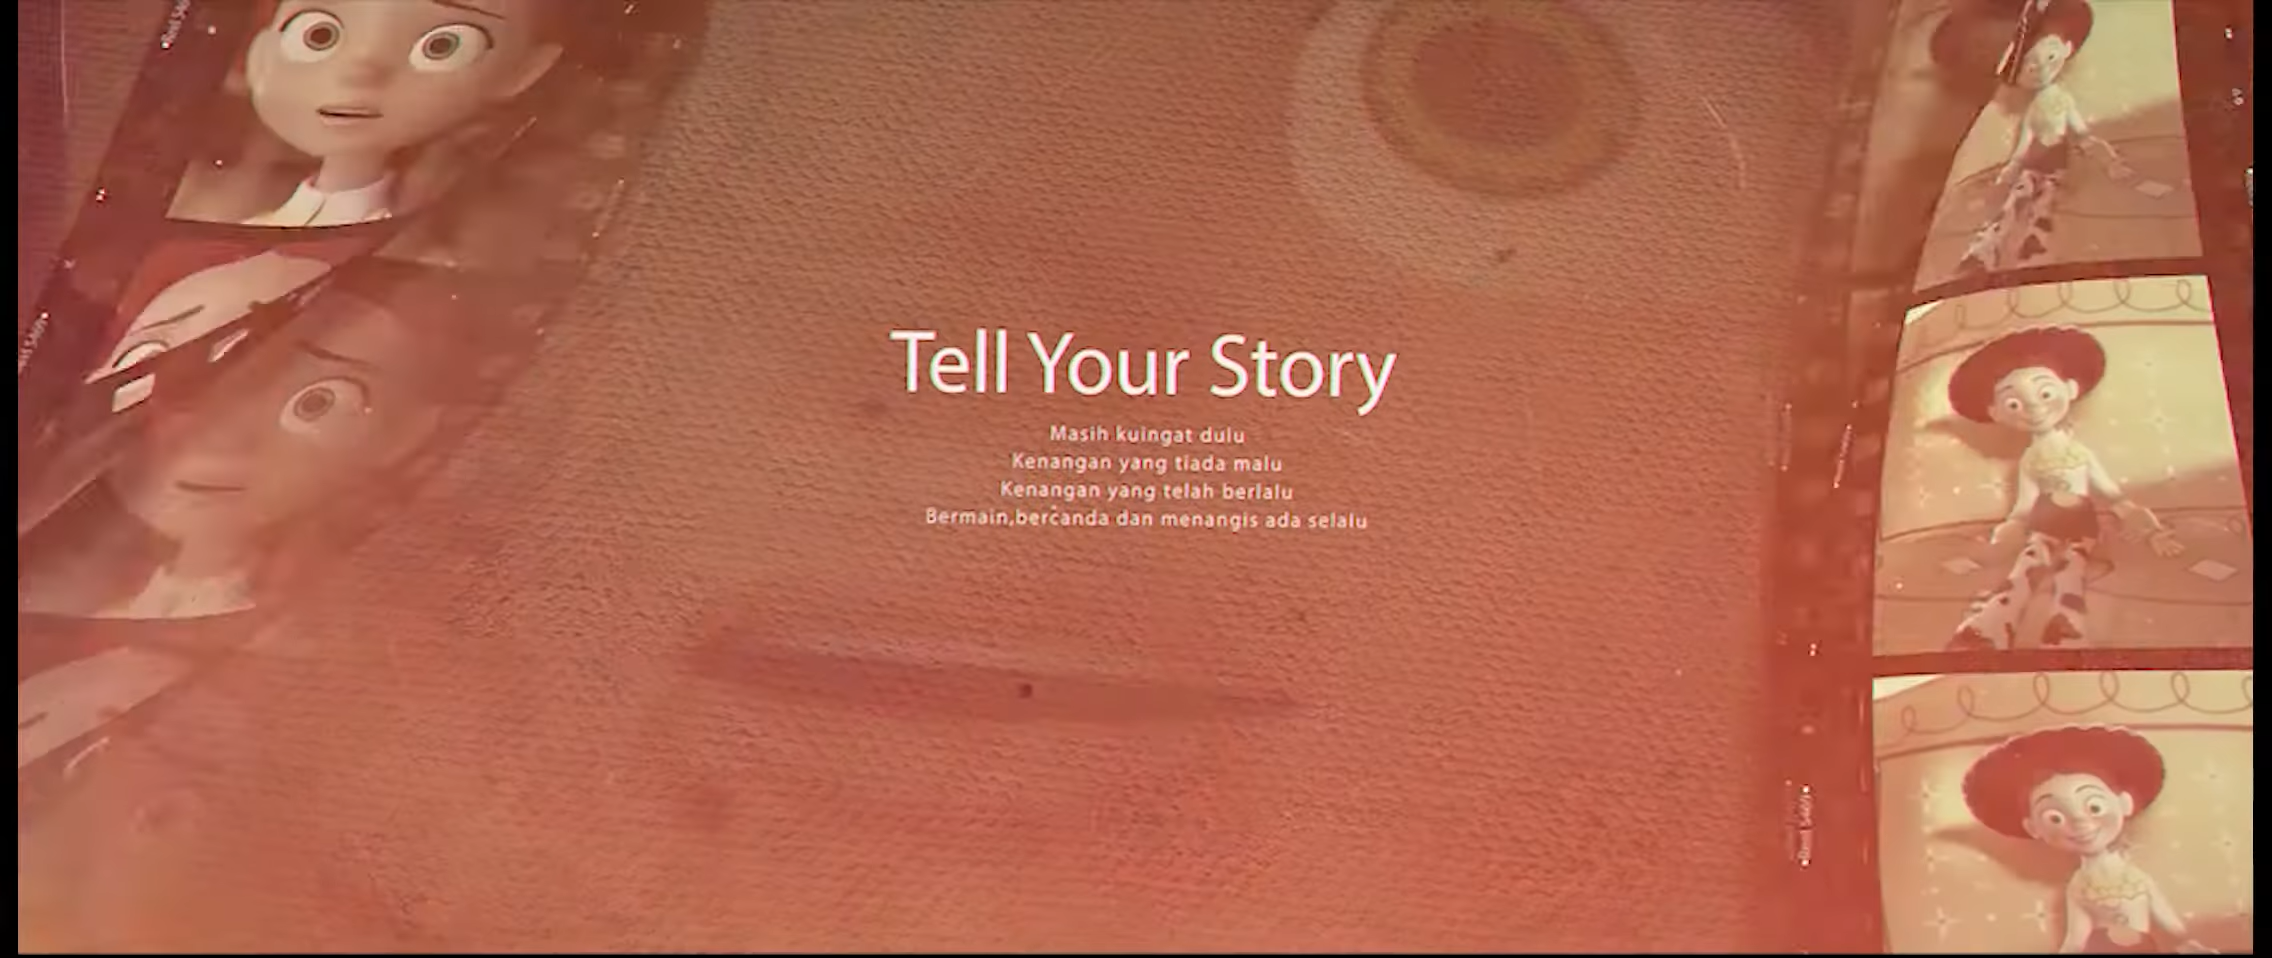 Tell Your Story
Masih kuingat dulu
Kenangan yang tiada malu
Kenangan yang telah berlalu
Bermain,bercanda dan menangis ada selalu